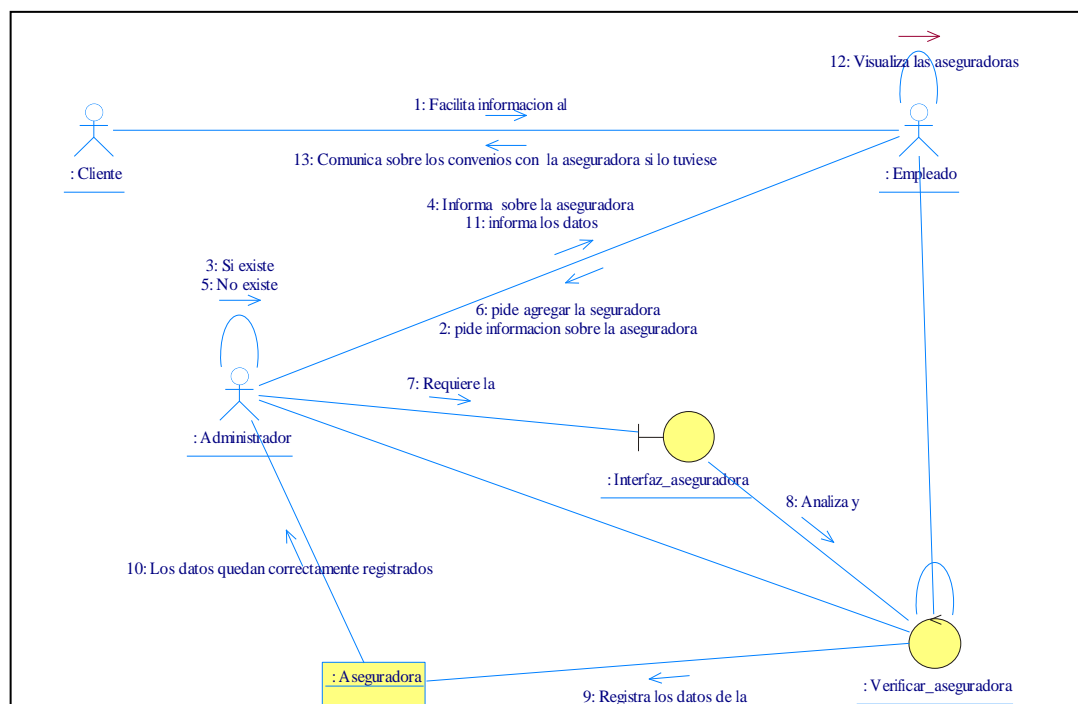 12: Visualiza las aseguradoras
1: Facilita informacion al
13: Comunica sobre los convenios con la aseguradora si lo tuviese
: Cliente
: Empleado
4: Informa sobre la aseguradora
11: informa los datos
3: Si existe
5: No existe
6: pide agregar la seguradora
2: pide informacion sobre la aseguradora
7: Requiere la
: Administrador
: Interfaz_aseguradora
8: Analiza y
10: Los datos quedan correctamente registrados
: Aseguradora
: Verificar_aseguradora
9: Registra los datos de la